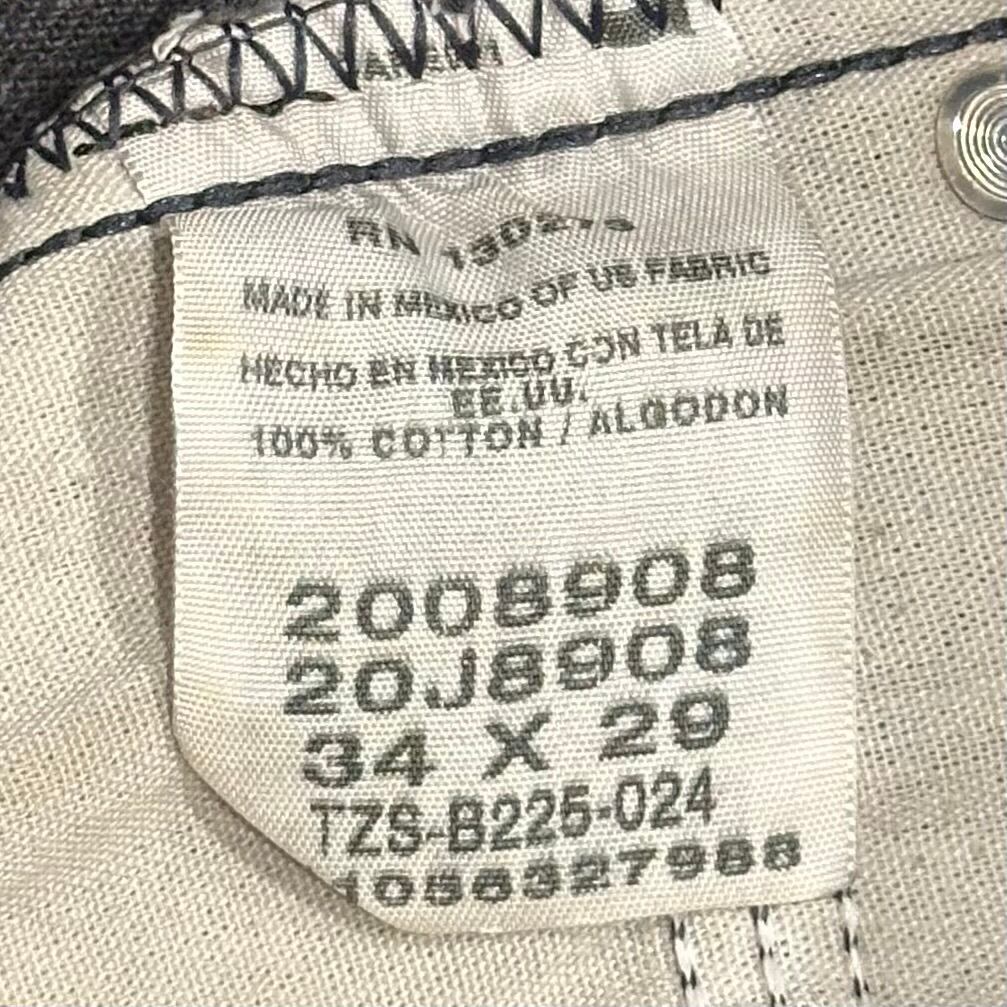 RN 130273
MADE IN MEXICO OF US FABRIC
HECHO EN MEXICO CON TELA DE
EE.UU.
100% COTTON / ALGODON
2008908
20J8908
34 X 29
TZS-B225-024
1056327988